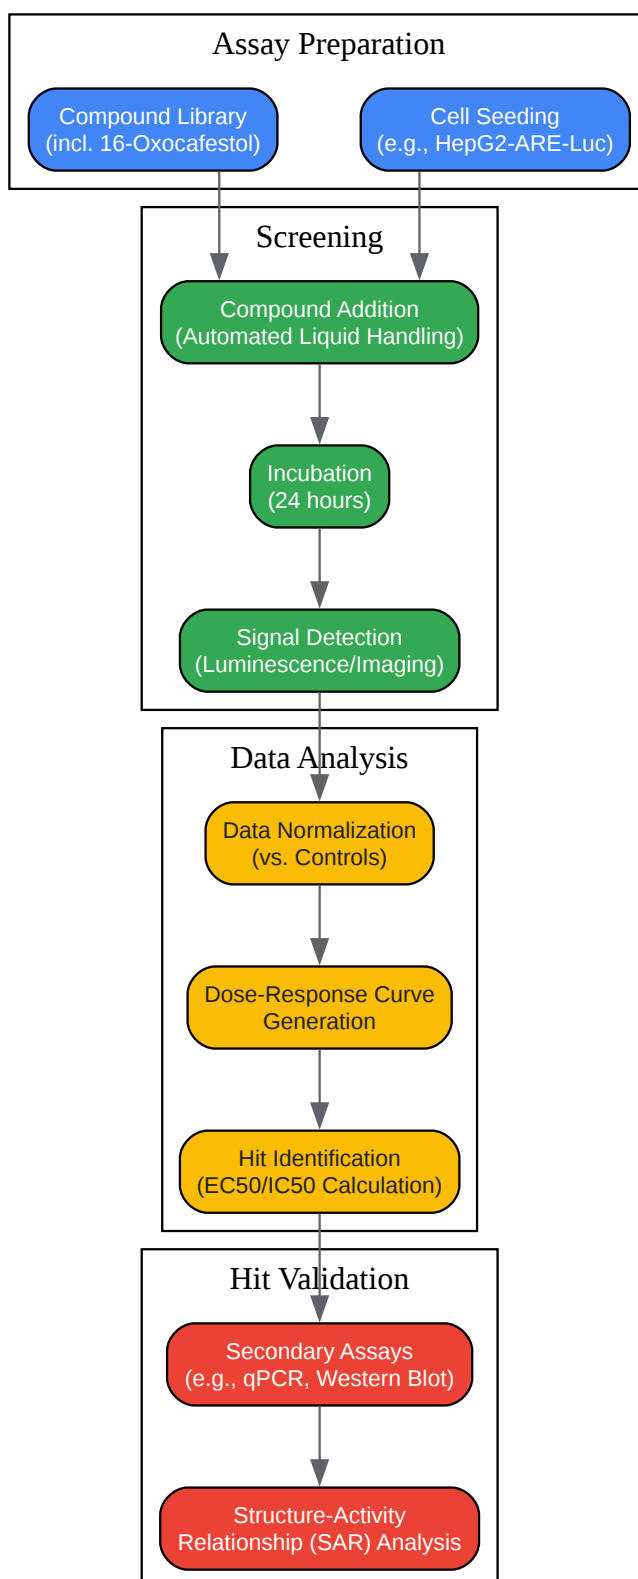 Assay Preparation
Compound Library
(incl. 16-Oxocafestol)
Cell Seeding
(e.g., HepG2-ARE-Luc)
Screening
Compound Addition
(Automated Liquid Handling)
Incubation
(24 hours)
Signal Detection
(Luminescence/Imaging)
Data Analysis
Data Normalization
(vs. Controls)
Dose-Response Curve
Generation
Hit Identification
(EC50/IC50 Calculation)
Hit Validation
Secondary Assays
(e.g., qPCR, Western Blot)
Structure-Activity
Relationship (SAR) Analysis